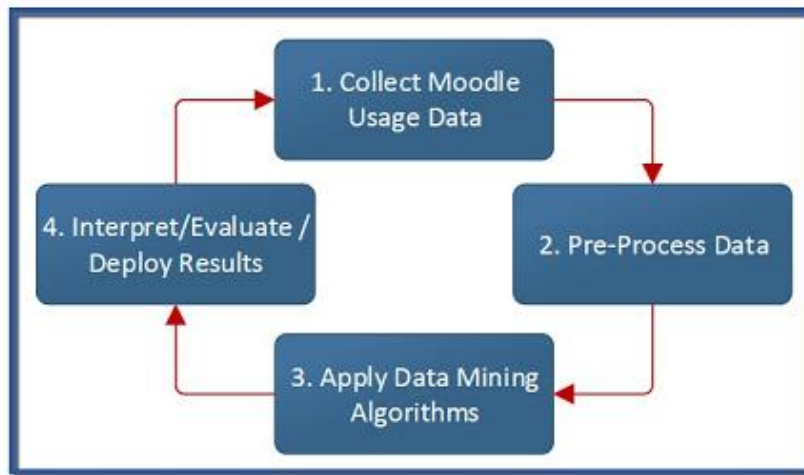 1. Collect Moodle
Usage Data
2. Pre-Process Data
3. Apply Data Mining
Algorithms
4. Interpret/Evaluate /
Deploy Results